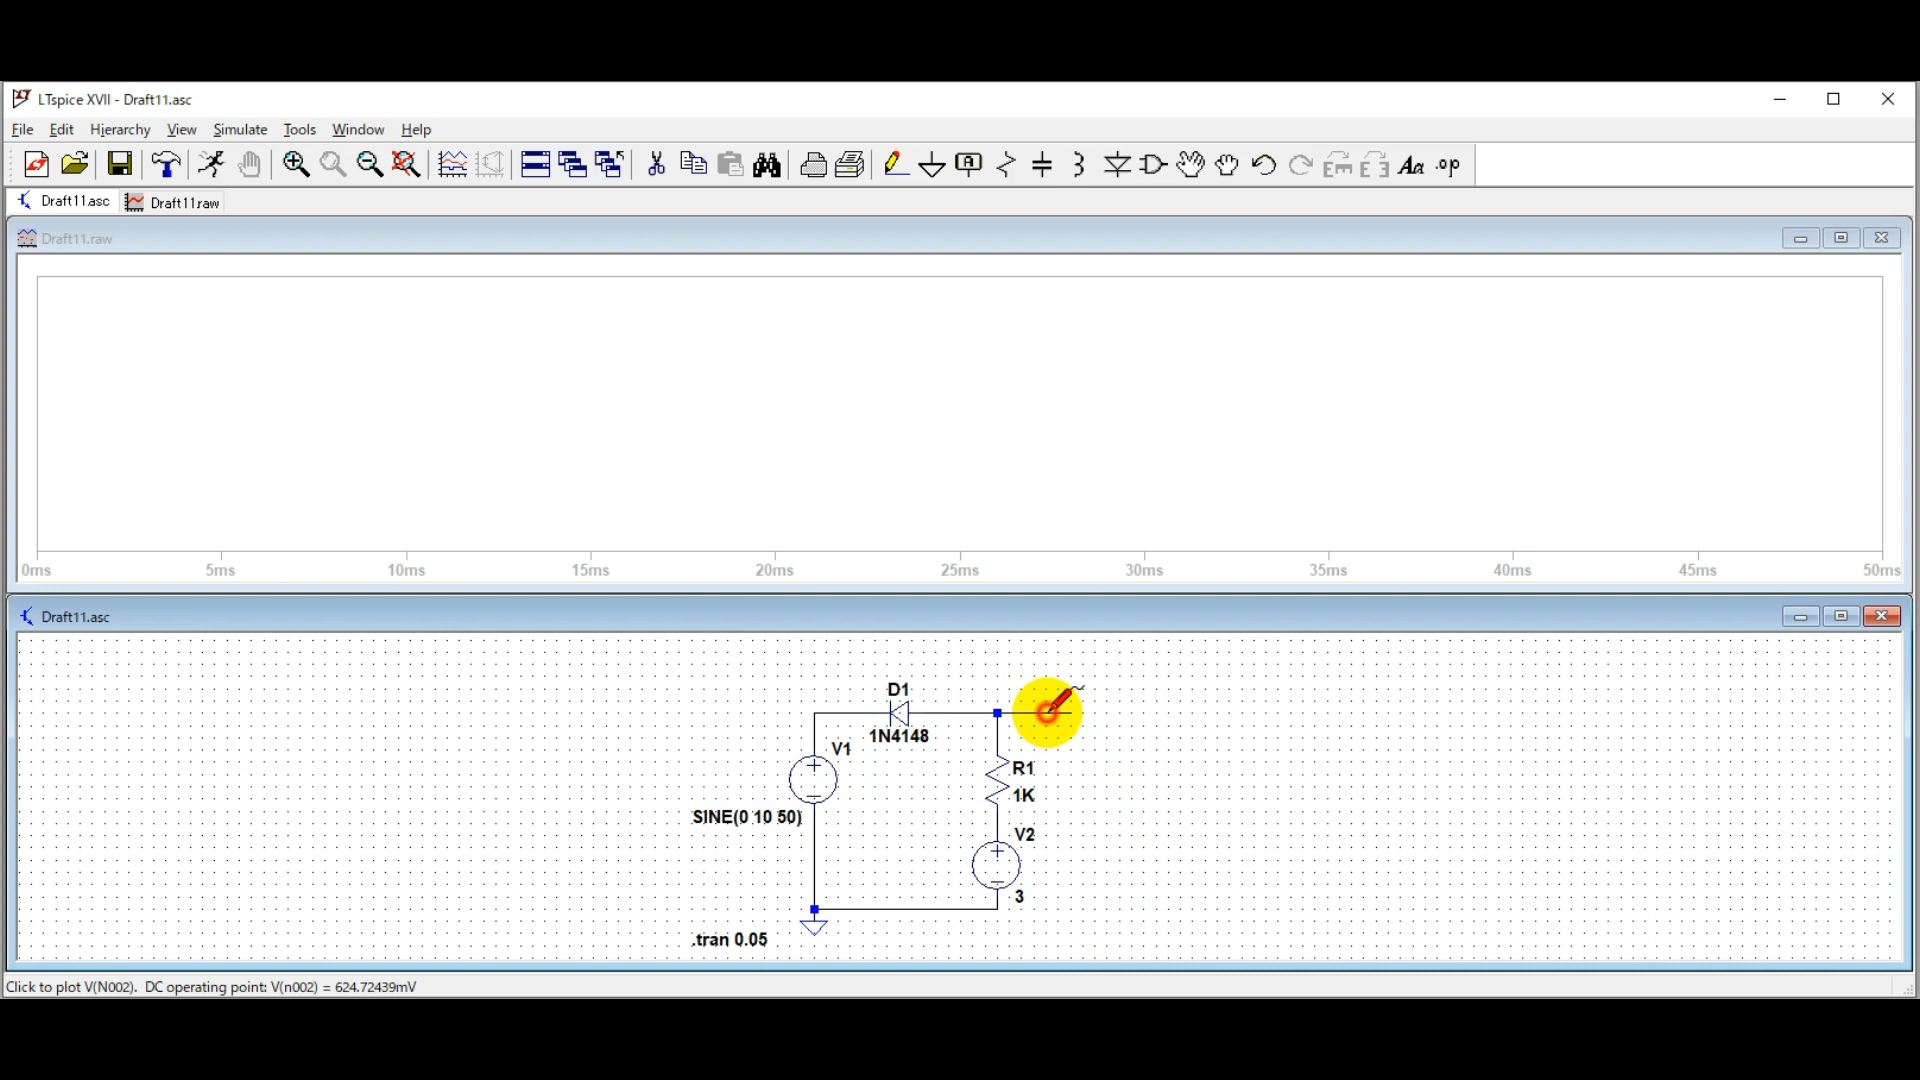 LTspice XVII - Draft11.asc
File Edit Hierarchy View Simulate Tools Window Help
A Aa .op
Draft11.asc Draft11.raw
Draft11.raw
0ms 5ms 10ms 15ms 20ms 25ms 30ms 35ms 40ms 45ms 50ms
Draft11.asc
D1
1N4148
V1
R1
1K
SINE(0 10 50)
V2
3
.tran 0.05
Click to plot V(N002). DC operating point: V(n002) = 624.72439mV